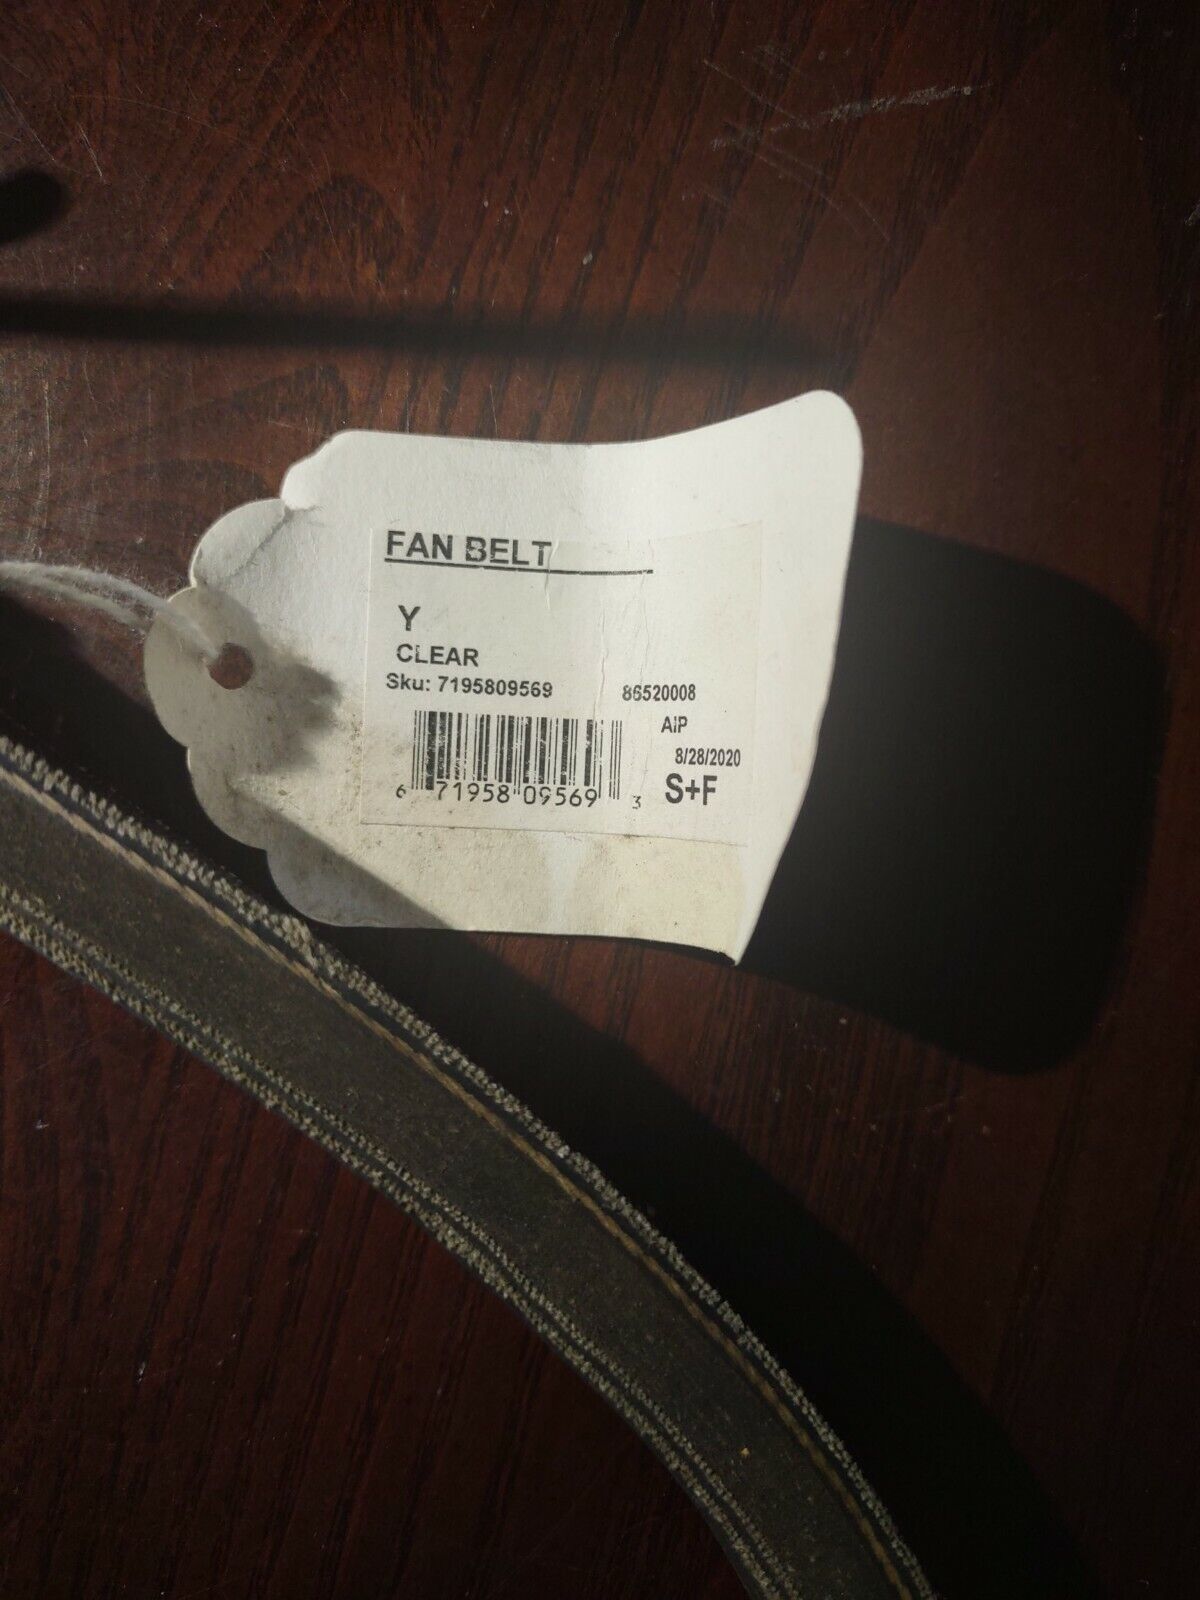 FAN BELT
Y
CLEAR
Sku: 7195809569 86520008
AIP
8/28/2020
S+F
6 71958 09569 3